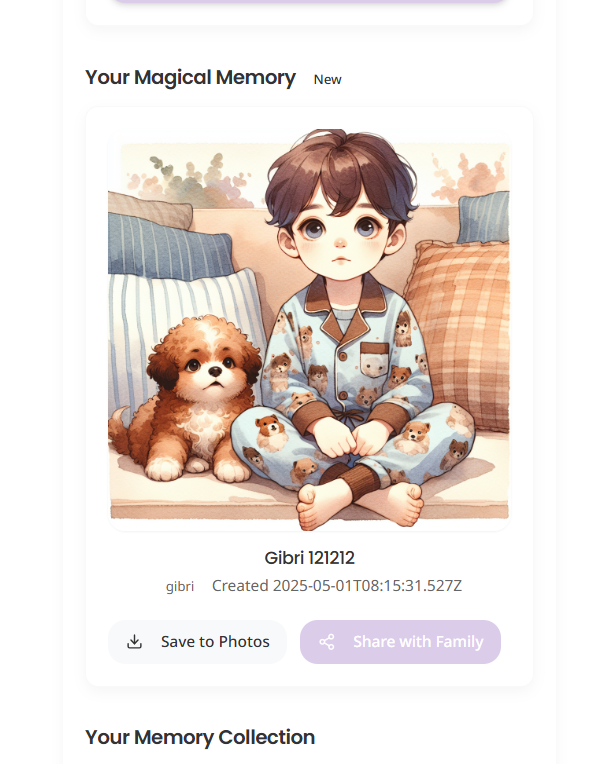 Your Magical Memory New
Gibri 121212
gibri Created 2025-05-01T08:15:31.527Z
Save to Photos Share with Family
Your Memory Collection